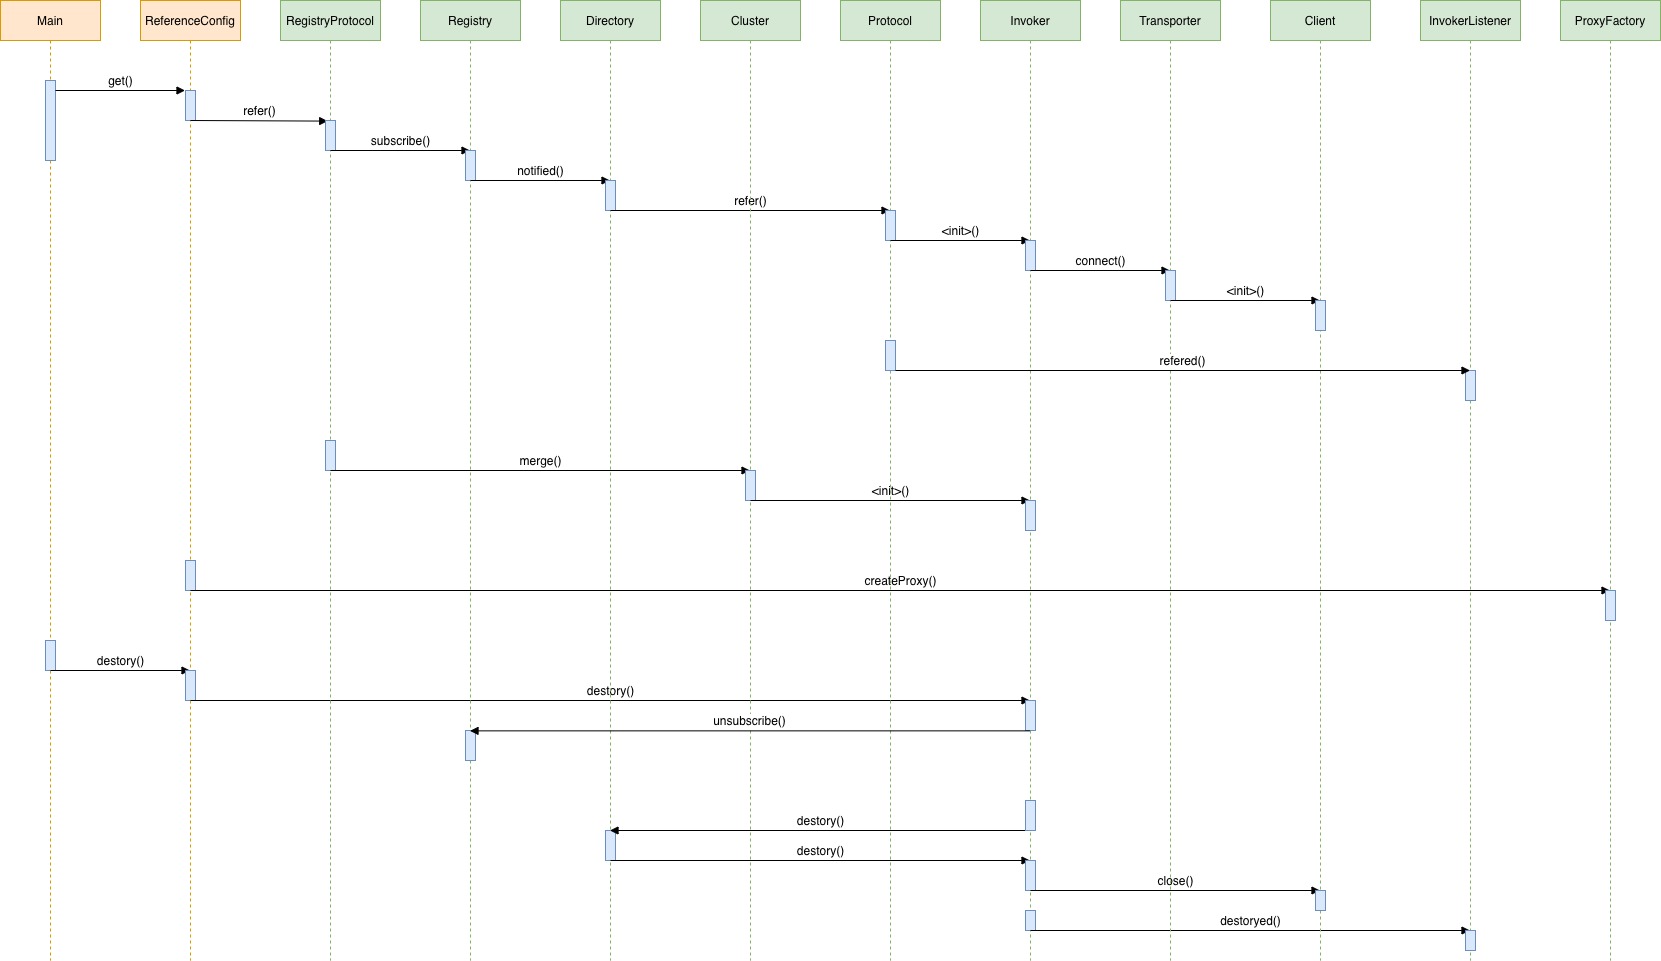 Main
ReferenceConfig
RegistryProtocol
Registry
Directory
Cluster
Protocol
Invoker
Transporter
Client
InvokerListener
ProxyFactory
get()
refer()
subscribe()
notified()
refer()
<init>()
connect()
<init>()
refered()
merge()
<init>()
createProxy()
destory()
destory()
unsubscribe()
destory()
destory()
close()
destoryed()